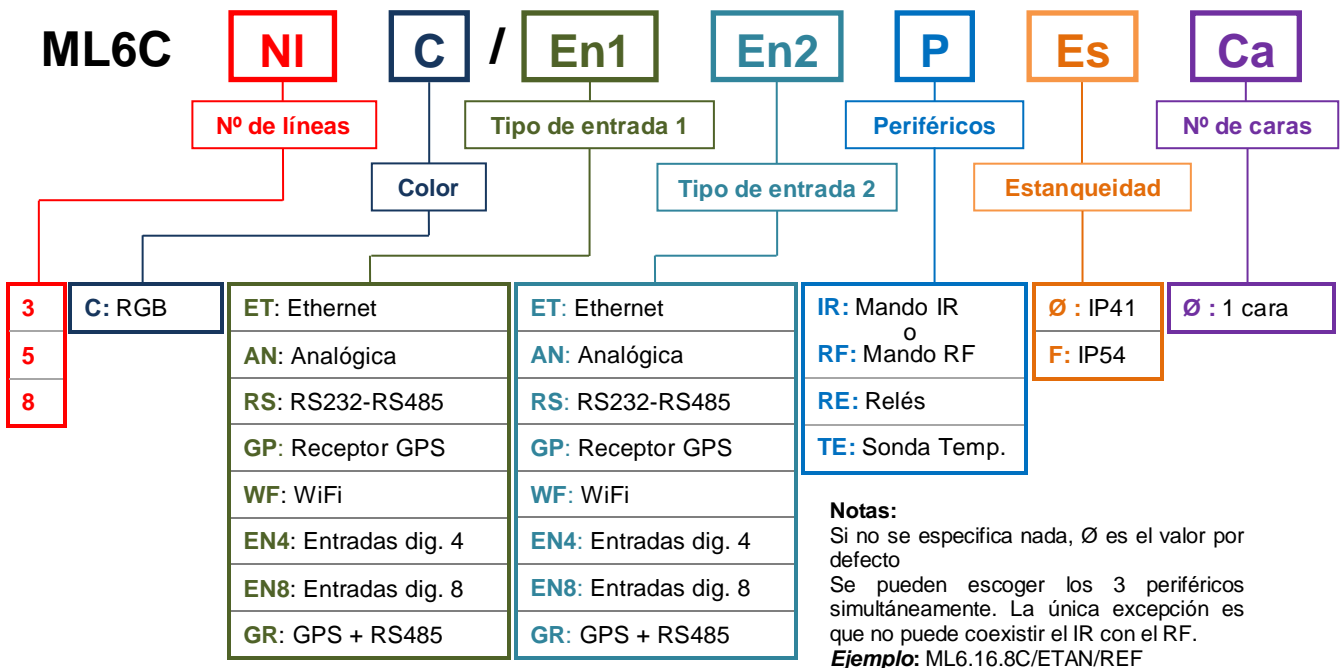 ML6C NI C / En1 En2 P Es Ca
Nº de líneas
Tipo de entrada 1
Periféricos
Nº de caras
Color
Tipo de entrada 2
Estanqueidad
3
5
8
C: RGB
ET: Ethernet
AN: Analógica
RS: RS232-RS485
GP: Receptor GPS
WF: WiFi
EN4: Entradas dig. 4
EN8: Entradas dig. 8
GR: GPS + RS485
ET: Ethernet
AN: Analógica
RS: RS232-RS485
GP: Receptor GPS
WF: WiFi
EN4: Entradas dig. 4
EN8: Entradas dig. 8
GR: GPS + RS485
IR: Mando IR
o
RF: Mando RF
RE: Relés
TE: Sonda Temp.
Ø : IP41
F: IP54
Ø : 1 cara
Notas:
Si no se especifica nada, Ø es el valor por
defecto
Se pueden escoger los 3 periféricos
simultáneamente. La única excepción es
que no puede coexistir el IR con el RF.
Ejemplo: ML6.16.8C/ETAN/REF